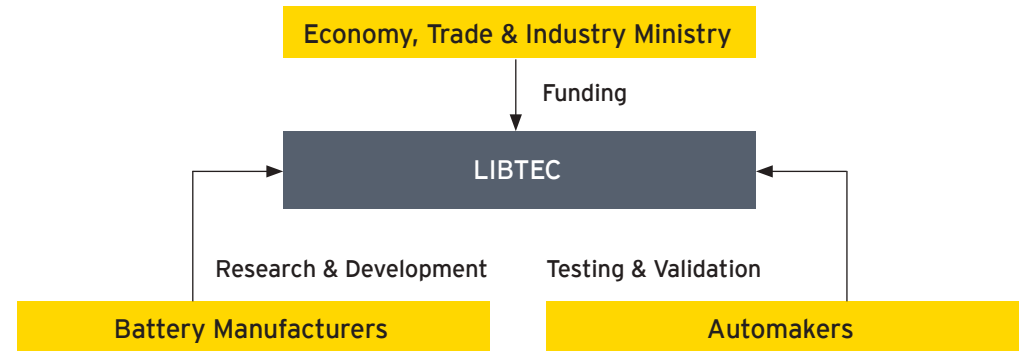 Economy, Trade & Industry Ministry
Funding
LIBTEC
Research & Development
Testing & Validation
Battery Manufacturers
Automakers